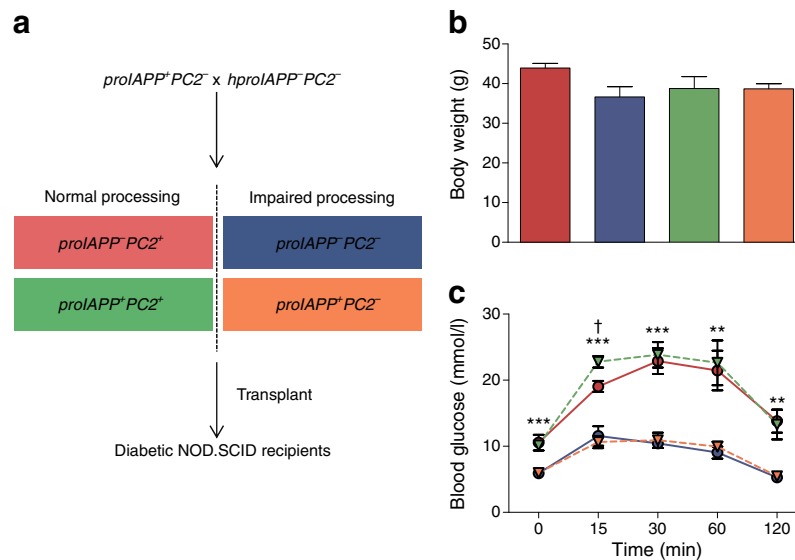 a
proIAPP⁺PC2⁻ x hproIAPP⁻PC2⁻
Normal processing
Impaired processing
proIAPP⁻PC2⁺
proIAPP⁻PC2⁻
proIAPP⁺PC2⁺
proIAPP⁺PC2⁻
Transplant
Diabetic NOD.SCID recipients
b
Body weight (g)
50
40
30
20
10
0
c
Blood glucose (mmol/l)
30
20
10
0
***
†
***
***
**
**
0
15
30
60
120
Time (min)